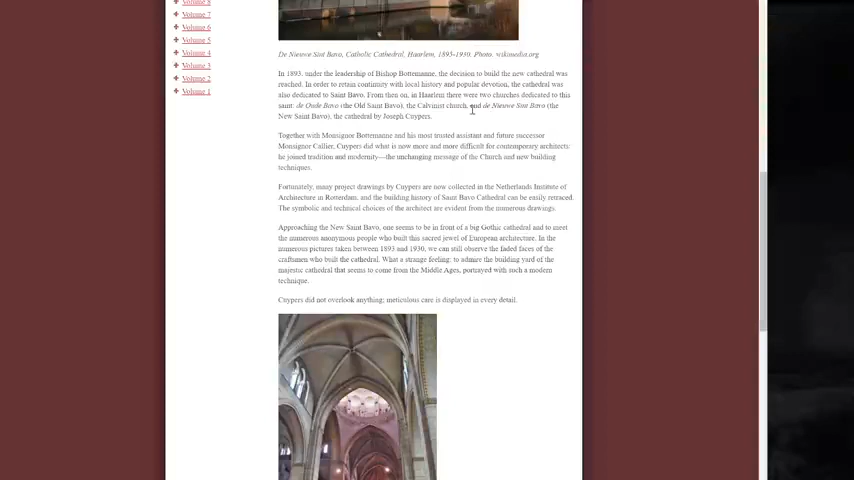 Volume 8
Volume 7
Volume 6
Volume 5
Volume 4
Volume 3
Volume 2
Volume 1
De Nieuwe Sint Bavo, Catholic Cathedral, Haarlem, 1895-1930. Photo. wikimedia.org
In 1893, under the leadership of Bishop Bottemanne, the decision to build the new cathedral was
reached. In order to retain continuity with local history and popular devotion, the cathedral was
also dedicated to Saint Bavo. From then on, in Haarlem there were two churches dedicated to this
saint: de Oude Bavo (the Old Saint Bavo), the Calvinist church, and de Nieuwe Sint Bavo (the
New Saint Bavo), the cathedral by Joseph Cuypers.
Together with Monsignor Bottemanne and his most trusted assistant and future successor
Monsignor Callier, Cuypers did what is now more and more difficult for contemporary architects:
he joined tradition and modernity—the unchanging message of the Church and new building
techniques.
Fortunately, many project drawings by Cuypers are now collected in the Netherlands Institute of
Architecture in Rotterdam, and the building history of Saint Bavo Cathedral can be easily retraced.
The symbolic and technical choices of the architect are evident from the numerous drawings.
Approaching the New Saint Bavo, one seems to be in front of a big Gothic cathedral and to meet
the numerous anonymous people who built this sacred jewel of European architecture. In the
numerous pictures taken between 1893 and 1930, we can still observe the faded faces of the
craftsmen who built the cathedral. What a strange feeling: to admire the building yard of the
majestic cathedral that seems to come from the Middle Ages, portrayed with such a modern
technique.
Cuypers did not overlook anything; meticulous care is displayed in every detail.